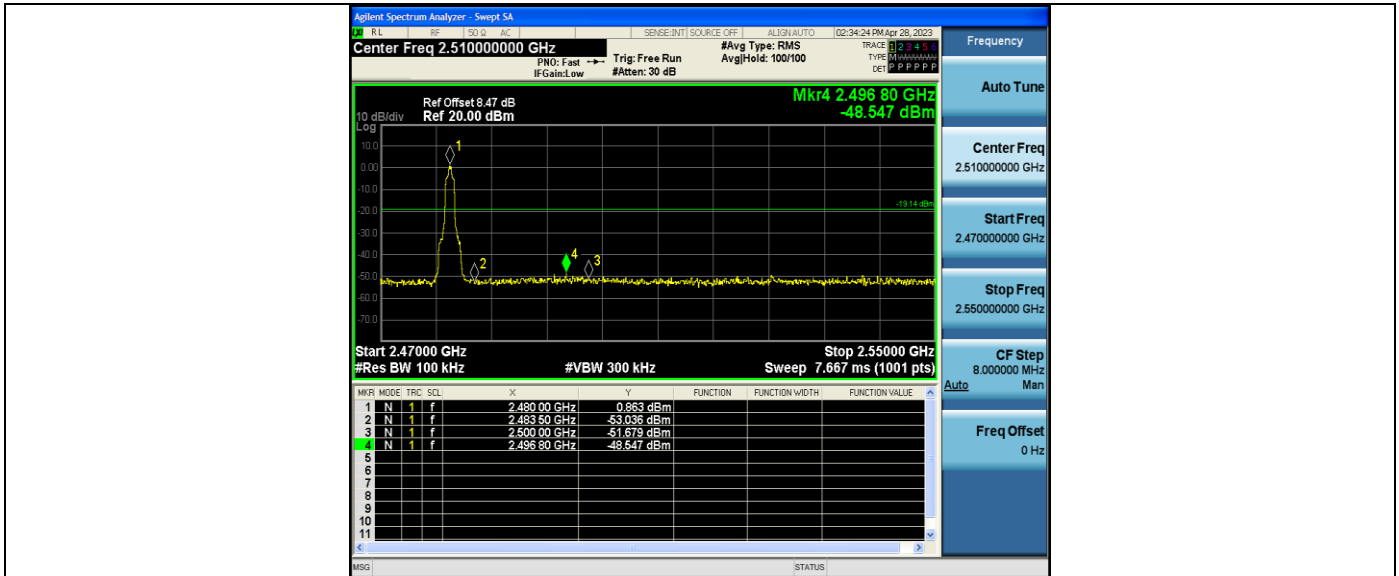 Agilent Spectrum Analyzer - Swept SA
RL RF 50 Ω AC SENSE:INT SOURCE OFF ALIGN AUTO 02:34:24 PM Apr 28, 2023
Center Freq 2.510000000 GHz
PNO: Fast
IFGain:Low
Trig: Free Run
#Atten: 30 dB
#Avg Type: RMS
Avg|Hold: 100/100
TRACE 1 2 3 4 5 6
TYPE M
DET P P P P P P
Mkr4 2.496 80 GHz
-48.547 dBm
Ref Offset 8.47 dB
10 dB/div Ref 20.00 dBm
Log
10.0
0.00
-10.0
-20.0
-30.0
-40.0
-50.0
-60.0
-70.0
1
2
4
3
-19.14 dBm
Start 2.47000 GHz Stop 2.55000 GHz
#Res BW 100 kHz #VBW 300 kHz Sweep 7.667 ms (1001 pts)
MKR MODE TRC SCL X Y FUNCTION FUNCTION WIDTH FUNCTION VALUE
1 N 1 f 2.480 00 GHz 0.863 dBm
2 N 1 f 2.483 50 GHz -53.036 dBm
3 N 1 f 2.500 00 GHz -51.679 dBm
4 N 1 f 2.496 80 GHz -48.547 dBm
5
6
7
8
9
10
11
MSG STATUS
Frequency
Auto Tune
Center Freq
2.510000000 GHz
Start Freq
2.470000000 GHz
Stop Freq
2.550000000 GHz
CF Step
8.000000 MHz
Auto Man
Freq Offset
0 Hz